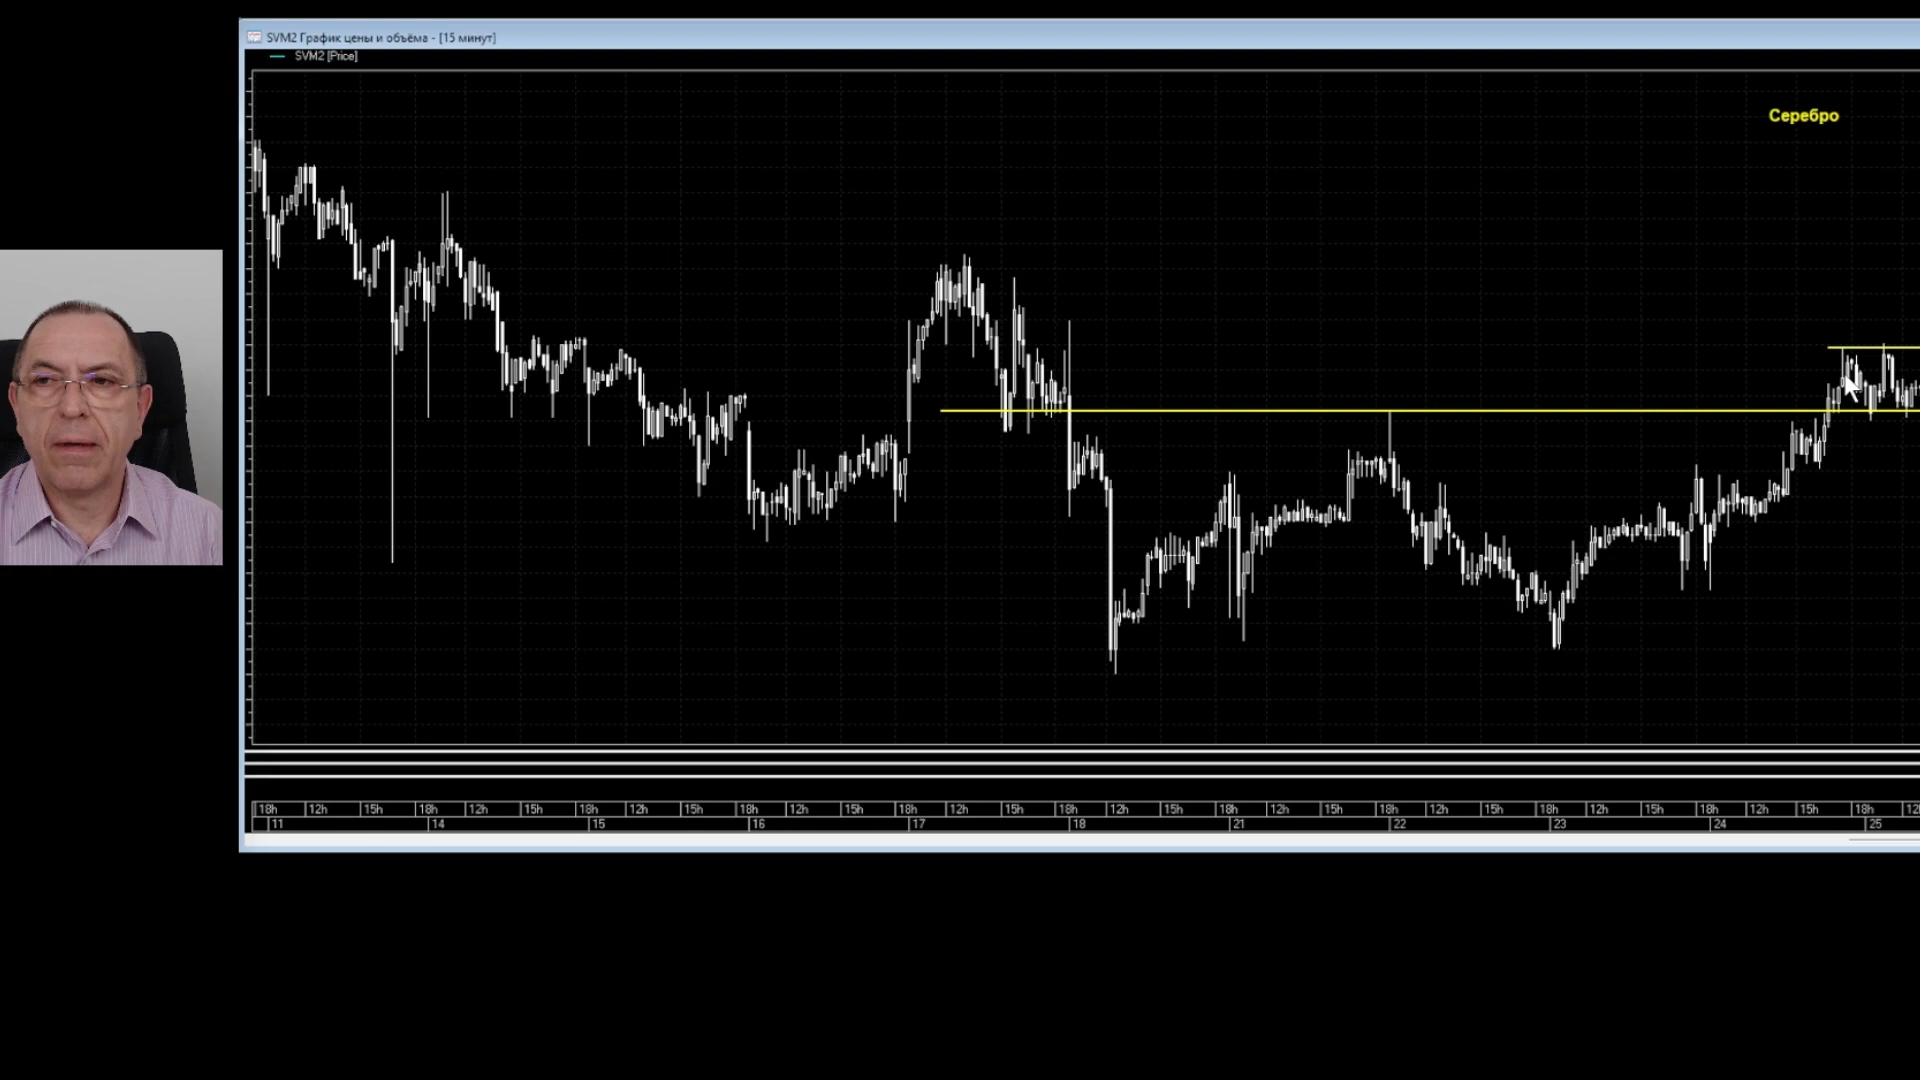 SVM2 График цены и объёма - [15 минут]
SVM2 [Price]
Серебро
18h 12h 15h 18h 12h 15h 18h 12h 15h 18h 12h 15h 18h 12h 15h 18h 12h 15h 18h 12h 15h 18h 12h 15h 18h 12h 15h 18h 12h 15h 18h
11 14 15 16 17 18 21 22 23 24 25